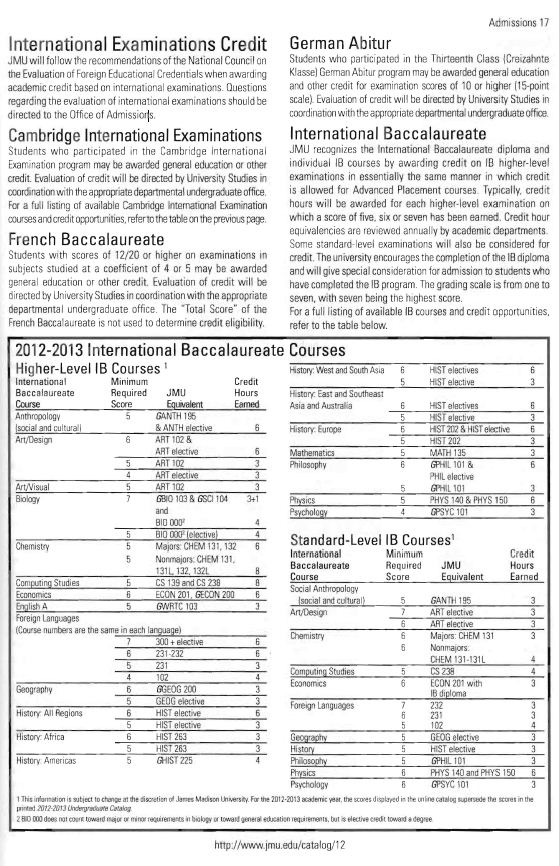 Admissions 17
International Examinations Credit
JMU will follow the recommendations of the National Council on
the Evaluation of Foreign Educational Credentials when awarding
academic credit based on international examinations. Questions
regarding the evaluation of international examinations should be
directed to the Office of Admissions.
Cambridge International Examinations
Students who participated in the Cambridge International
Examination program may be awarded general education or other
credit. Evaluation of credit will be directed by University Studies in
coordination with the appropriate departmental undergraduate office.
For a full listing of available Cambridge International Examination
courses and credit opportunities, refer to the table on the previous page.
French Baccalaureate
Students with scores of 12/20 or higher on examinations in
subjects studied at a coefficient of 4 or 5 may be awarded
general education or other credit. Evaluation of credit will be
directed by University Studies in coordination with the appropriate
departmental undergraduate office. The "Total Score" of the
French Baccalaureate is not used to determine credit eligibility.
German Abitur
Students who participated in the Thirteenth Class (Creizahnte
Klasse) German Abitur program may be awarded general education
and other credit for examination scores of 10 or higher (15-point
scale). Evaluation of credit will be directed by University Studies in
coordination with the appropriate departmental undergraduate office.
International Baccalaureate
JMU recognizes the International Baccalaureate diploma and
individual IB courses by awarding credit on IB higher-level
examinations in essentially the same manner in which credit
is allowed for Advanced Placement courses. Typically, credit
hours will be awarded for each higher-level examination on
which a score of five, six or seven has been earned. Credit hour
equivalencies are reviewed annually by academic departments.
Some standard-level examinations will also be considered for
credit. The university encourages the completion of the IB diploma
and will give special consideration for admission to students who
have completed the IB program. The grading scale is from one to
seven, with seven being the highest score.
For a full listing of available IB courses and credit opportunities,
refer to the table below.
2012-2013 International Baccalaureate Courses
Higher-Level IB Courses 1
International Minimum Credit
Baccalaureate Required JMU Hours
Course Score Equivalent Earned
Anthropology 5 GANTH 195
(social and cultural) & ANTH elective 6
Art/Design 6 ART 102 &
ART elective 6
5 ART 102 3
4 ART elective 3
Art/Visual 5 ART 102 3
Biology 7 GBIO 103 & GSCI 104 3+1
and
BIO 000² 4
5 BIO 000² (elective) 4
Chemistry 5 Majors: CHEM 131, 132 6
5 Nonmajors: CHEM 131,
131L, 132, 132L 8
Computing Studies 5 CS 139 and CS 238 8
Economics 6 ECON 201, GECON 200 6
English A 5 GWRTC 103 3
Foreign Languages
(Course numbers are the same in each language)
7 300 + elective 6
6 231-232 6
5 231 3
4 102 4
Geography 6 GGEOG 200 3
5 GEOG elective 3
History: All Regions 6 HIST elective 6
5 HIST elective 3
History: Africa 6 HIST 263 3
5 HIST 263 3
History: Americas 5 GHIST 225 4
History: West and South Asia 6 HIST electives 6
5 HIST elective 3
History: East and Southeast
Asia and Australia 6 HIST electives 6
5 HIST elective 3
History: Europe 6 HIST 202 & HIST elective 6
5 HIST 202 3
Mathematics 5 MATH 135 3
Philosophy 6 GPHIL 101 &
PHIL elective 6
5 GPHIL 101 3
Physics 5 PHYS 140 & PHYS 150 6
Psychology 4 GPSYC 101 3
Standard-Level IB Courses¹
International Minimum Credit
Baccalaureate Required JMU Hours
Course Score Equivalent Earned
Social Anthropology
(social and cultural) 5 GANTH 195 3
Art/Design 7 ART elective 3
6 ART elective 3
Chemistry 6 Majors: CHEM 131 3
6 Nonmajors:
CHEM 131-131L 4
Computing Studies 5 CS 238 4
Economics 6 ECON 201 with 3
IB diploma
Foreign Languages 7 232 3
6 231 3
5 102 4
Geography 5 GEOG elective 3
History 5 HIST elective 3
Philosophy 5 GPHIL 101 3
Physics 6 PHYS 140 and PHYS 150 6
Psychology 6 GPSYC 101 3
1 This information is subject to change at the discretion of James Madison University. For the 2012-2013 academic year, the scores displayed in the online catalog supersede the scores in the
printed 2012-2013 Undergraduate Catalog.
2 BIO 000 does not count toward major or minor requirements in biology or toward general education requirements, but is elective credit toward a degree.
http://www.jmu.edu/catalog/12